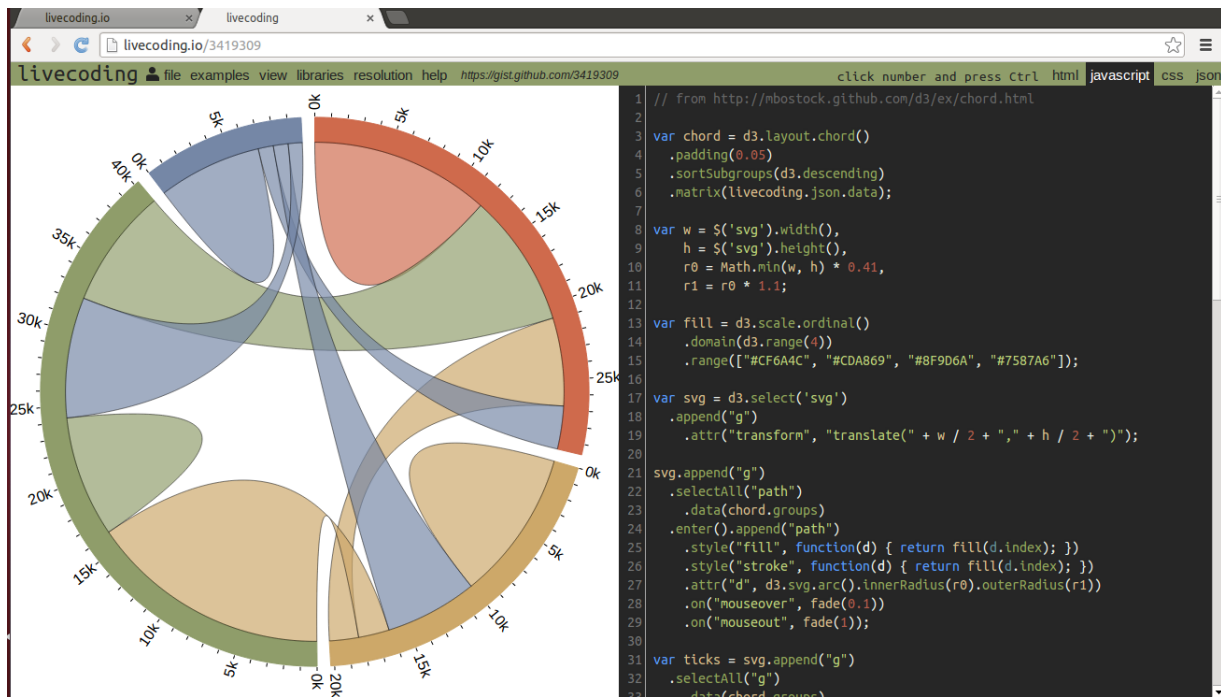 livecoding.io ×
livecoding ×
livecoding.io/3419309
livecoding file examples view libraries resolution help https://gist.github.com/3419309 click number and press Ctrl html javascript css json
0k
5k
10k
15k
20k
25k
0k
5k
10k
15k
20k
0k
5k
10k
15k
20k
25k
30k
35k
40k
0k
5k
1 // from http://mbostock.github.com/d3/ex/chord.html
2
3 var chord = d3.layout.chord()
4 .padding(0.05)
5 .sortSubgroups(d3.descending)
6 .matrix(livecoding.json.data);
7
8 var w = $('svg').width(),
9 h = $('svg').height(),
10 r0 = Math.min(w, h) * 0.41,
11 r1 = r0 * 1.1;
12
13 var fill = d3.scale.ordinal()
14 .domain(d3.range(4))
15 .range(["#CF6A4C", "#CDA869", "#8F9D6A", "#7587A6"]);
16
17 var svg = d3.select('svg')
18 .append("g")
19 .attr("transform", "translate(" + w / 2 + "," + h / 2 + ")");
20
21 svg.append("g")
22 .selectAll("path")
23 .data(chord.groups)
24 .enter().append("path")
25 .style("fill", function(d) { return fill(d.index); })
26 .style("stroke", function(d) { return fill(d.index); })
27 .attr("d", d3.svg.arc().innerRadius(r0).outerRadius(r1))
28 .on("mouseover", fade(0.1))
29 .on("mouseout", fade(1));
30
31 var ticks = svg.append("g")
32 .selectAll("g")
33 .data(chord.groups)